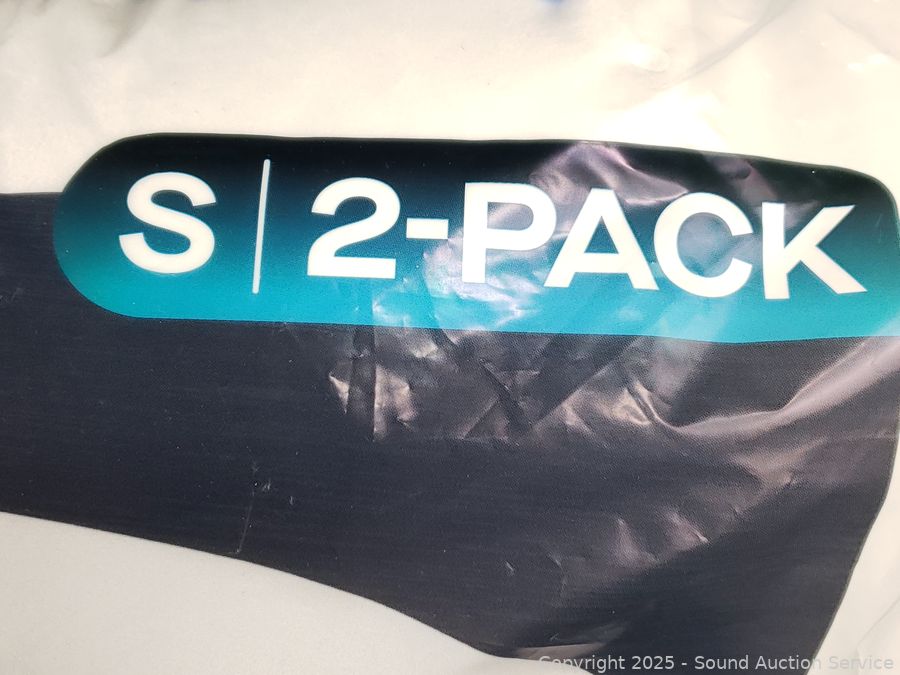 S | 2-PACK
Copyright 2025 - Sound Auction Service